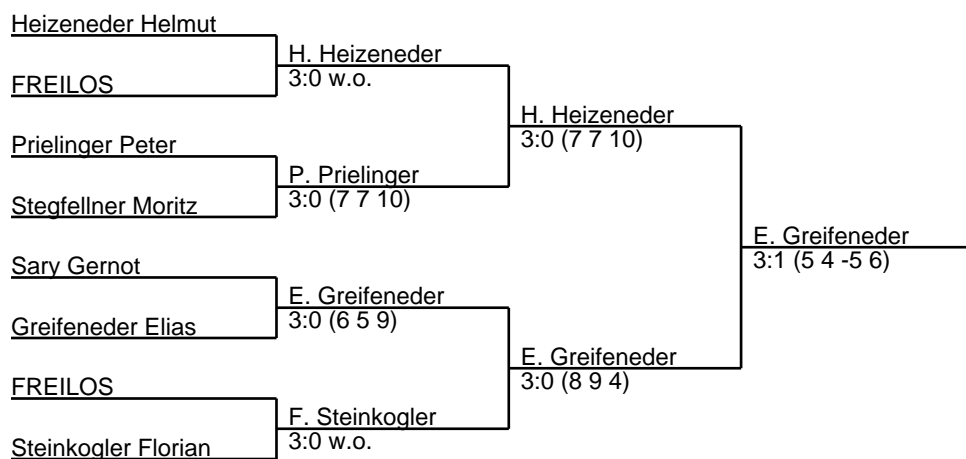 Heizeneder Helmut
FREILOS
Prielinger Peter
Stegfellner Moritz
Sary Gernot
Greifeneder Elias
FREILOS
Steinkogler Florian
H. Heizeneder
3:0 w.o.
P. Prielinger
3:0 (7 7 10)
E. Greifeneder
3:0 (6 5 9)
F. Steinkogler
3:0 w.o.
H. Heizeneder
3:0 (7 7 10)
E. Greifeneder
3:0 (8 9 4)
E. Greifeneder
3:1 (5 4 -5 6)